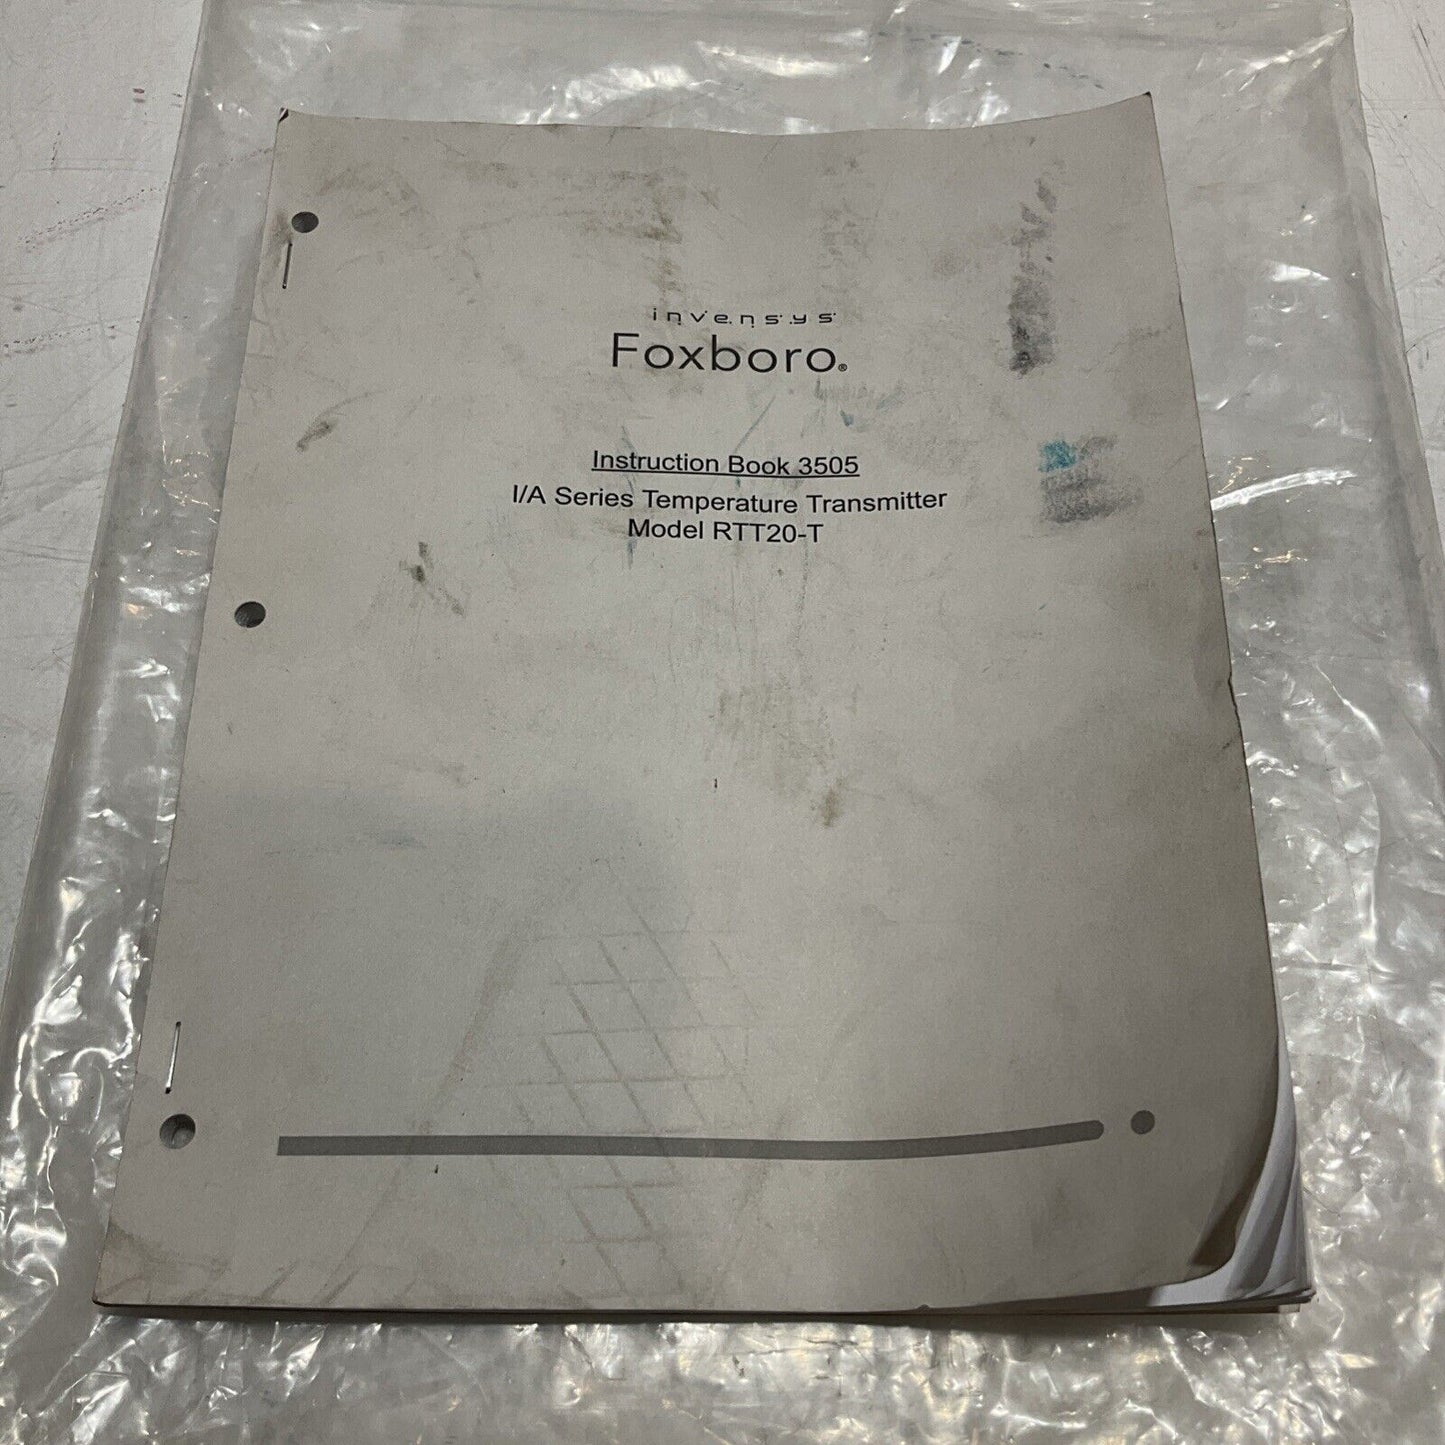 invensys
Foxboro®
Instruction Book 3505
I/A Series Temperature Transmitter
Model RTT20-T